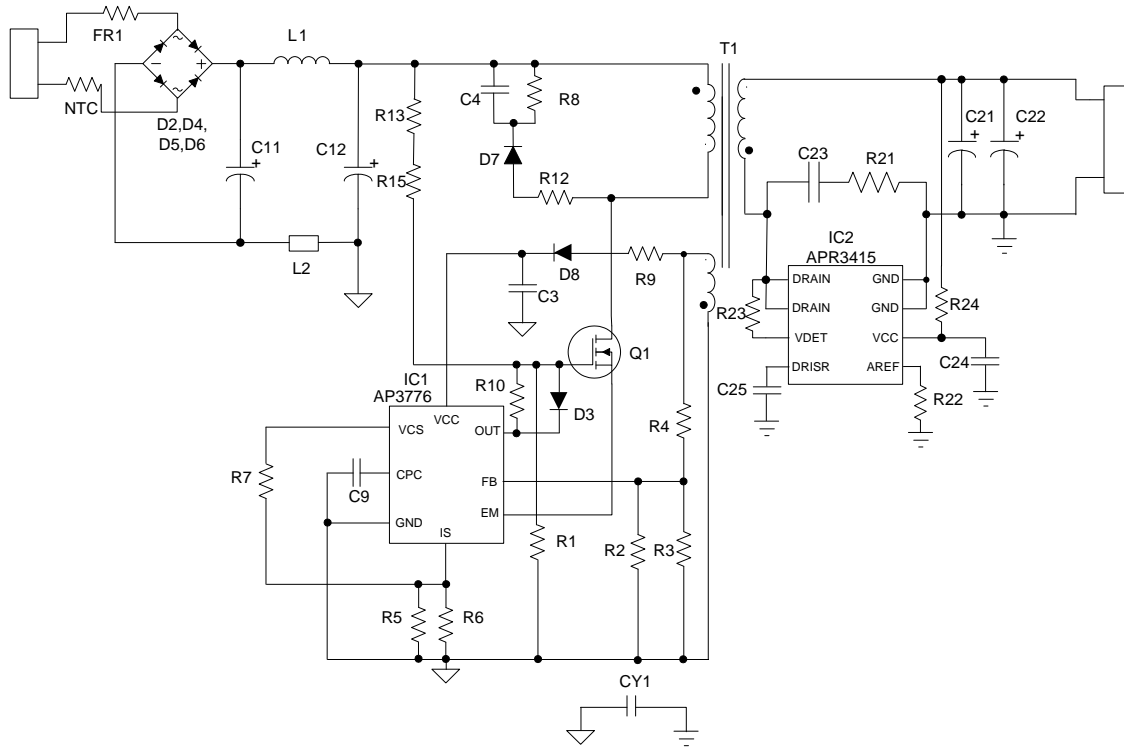 FR1
L1
T1
NTC
D2,D4,
D5,D6
C11
C12
R13
R15
C4
R8
D7
R12
C23
R21
C21
C22
IC2
APR3415
DRAIN
GND
DRAIN
GND
VDET
VCC
DRISR
AREF
R23
R24
C24
C25
R22
L2
D8
R9
C3
Q1
IC1
AP3776
R10
D3
VCC
VCS
OUT
R4
R7
CPC
C9
FB
GND
EM
IS
R1
R2
R3
R5
R6
CY1